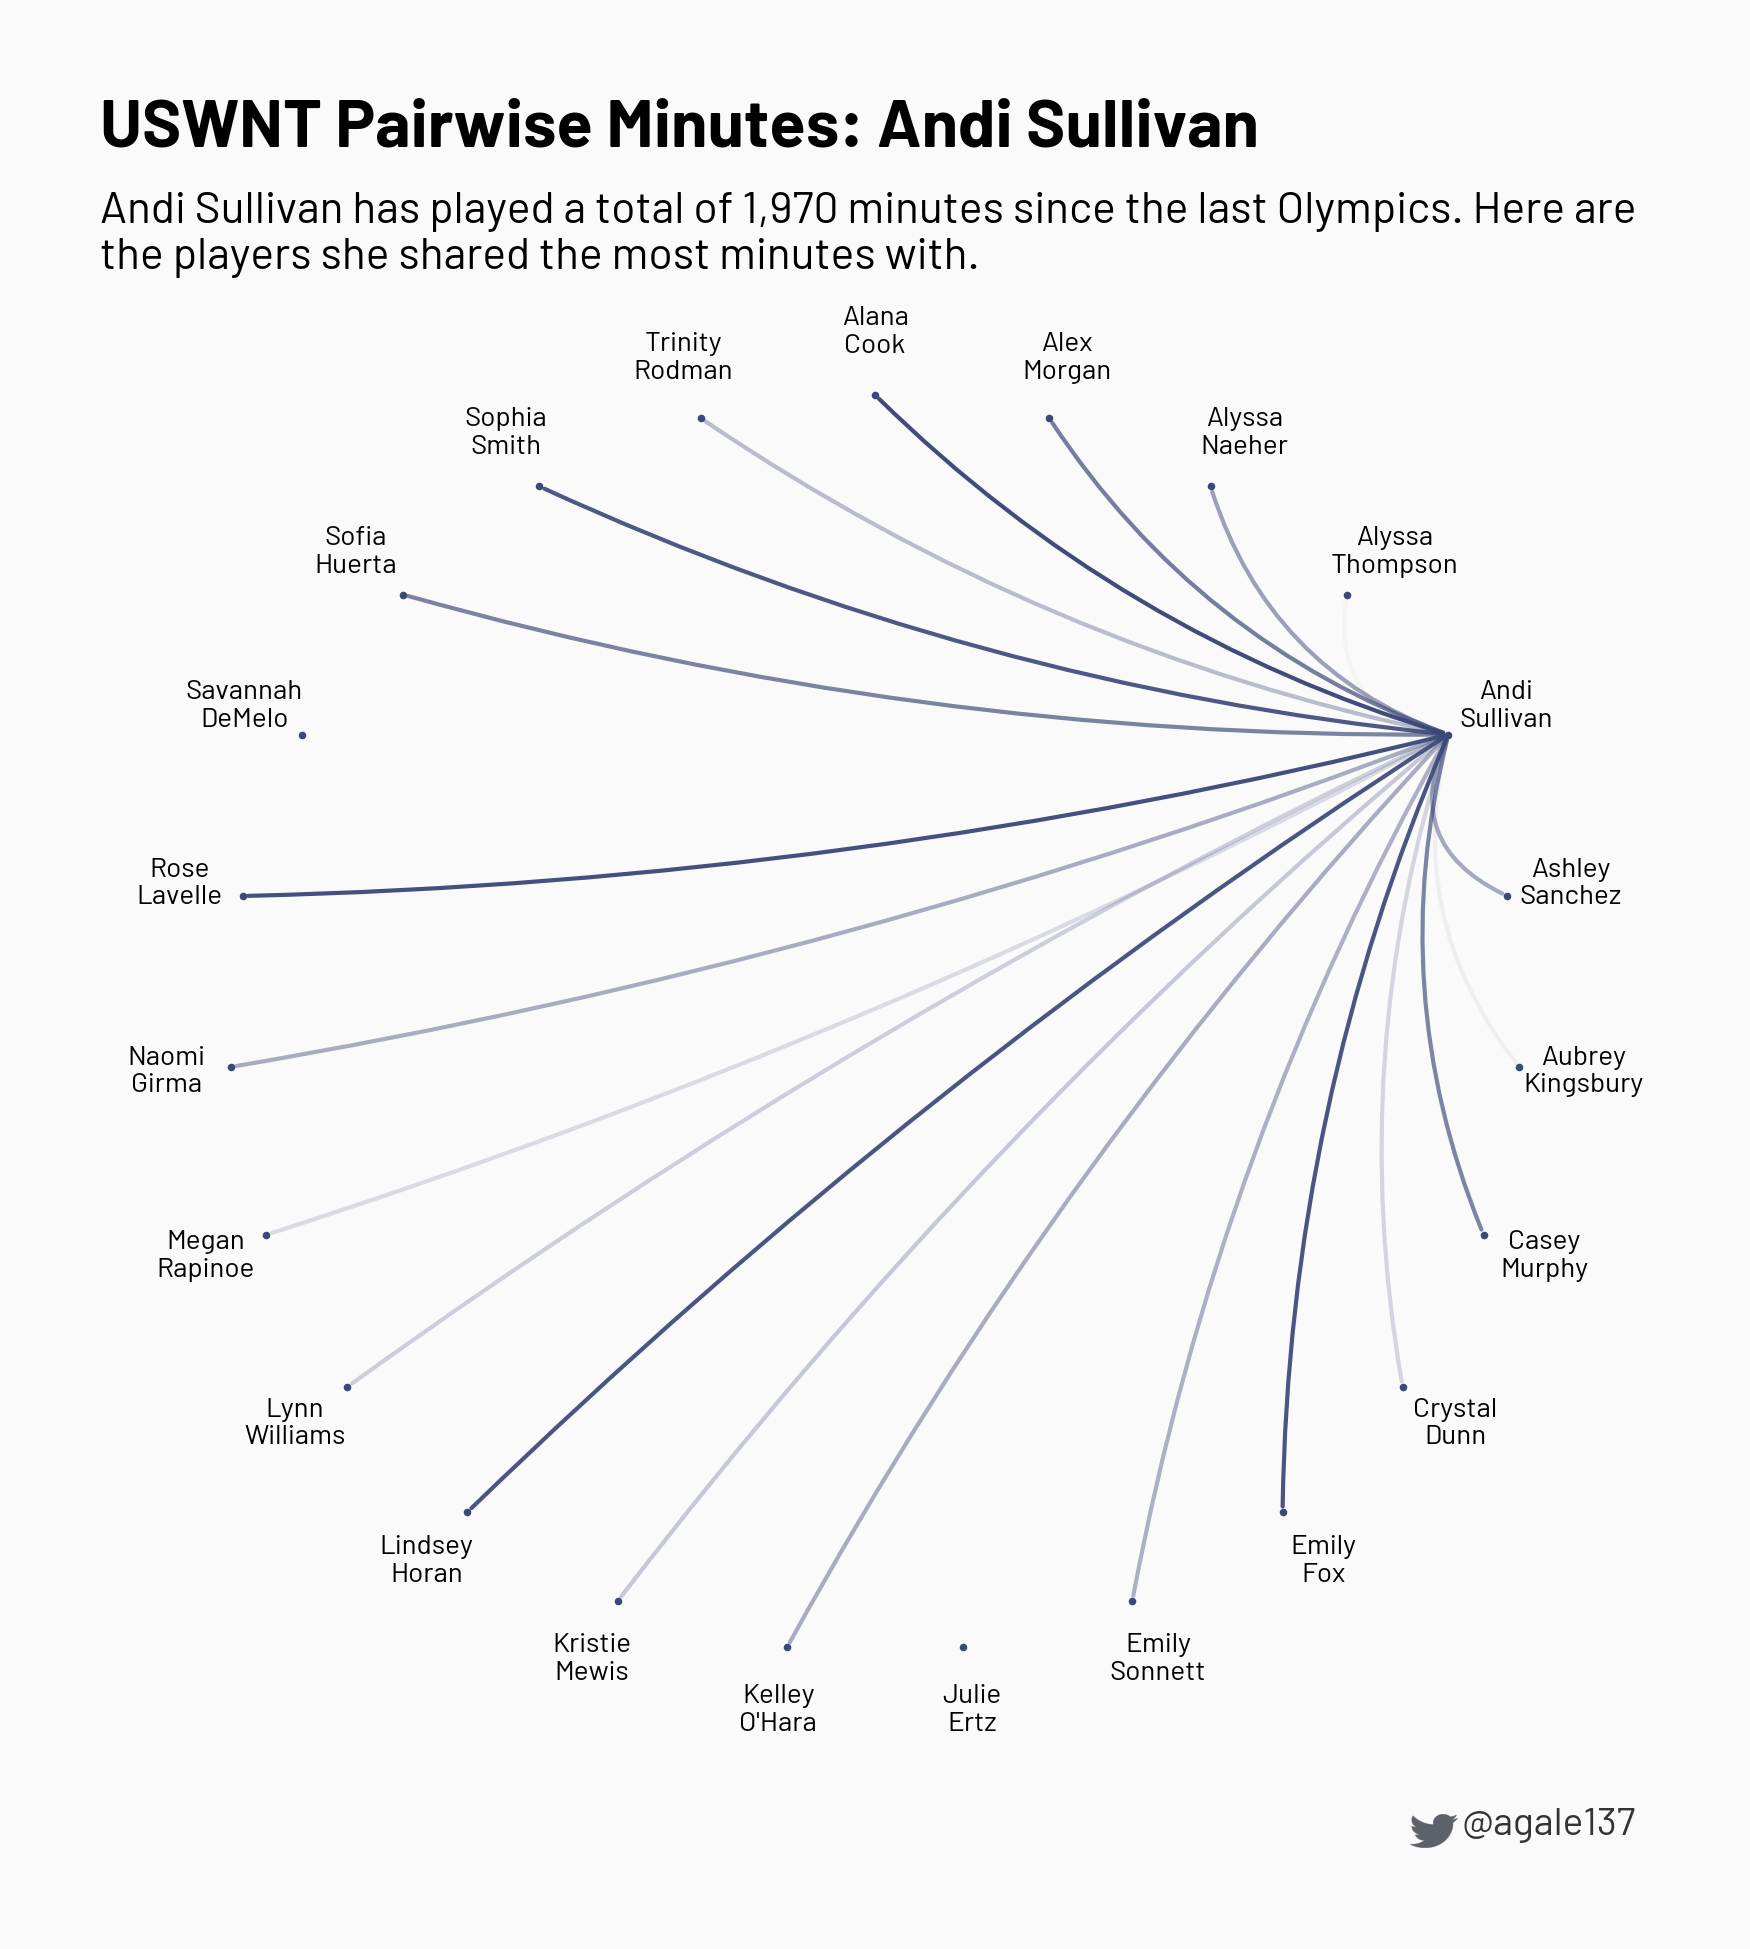 USWNT Pairwise Minutes: Andi Sullivan
Andi Sullivan has played a total of 1,970 minutes since the last Olympics. Here are
the players she shared the most minutes with.
Alana
Cook
Trinity
Rodman
Alex
Morgan
Sophia
Smith
Alyssa
Naeher
Sofia
Huerta
Alyssa
Thompson
Savannah
DeMelo
Andi
Sullivan
Rose
Lavelle
Ashley
Sanchez
Naomi
Girma
Aubrey
Kingsbury
Megan
Rapinoe
Casey
Murphy
Lynn
Williams
Crystal
Dunn
Lindsey
Horan
Emily
Fox
Kristie
Mewis
Emily
Sonnett
Kelley
O'Hara
Julie
Ertz
@agale137